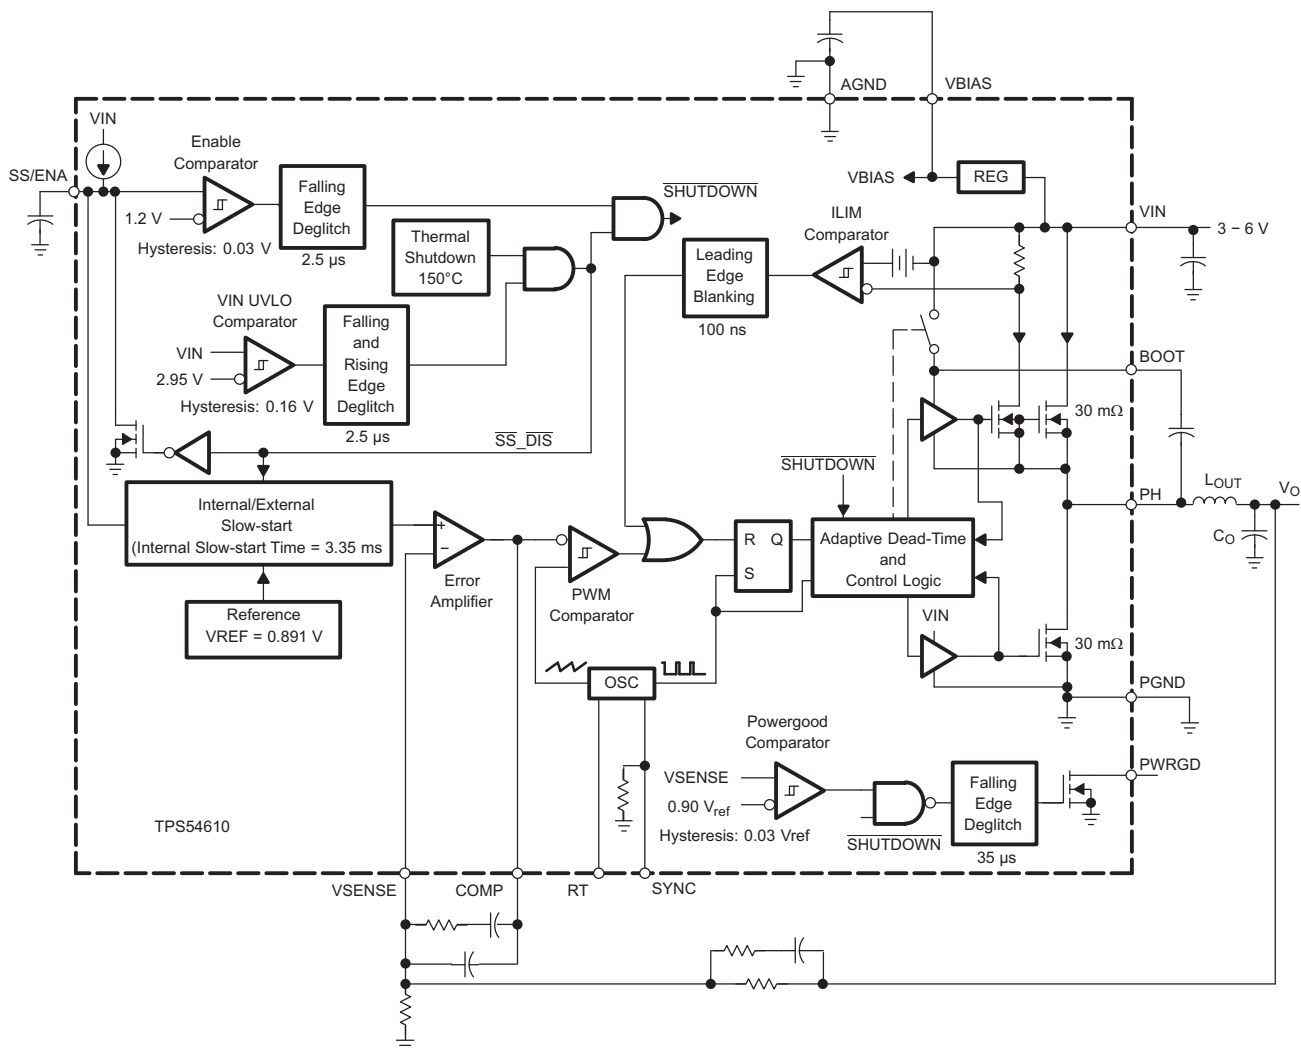 AGND
VBIAS
VIN
Enable
Comparator
SS/ENA
1.2 V
Hysteresis: 0.03 V
Falling
Edge
Deglitch
2.5 µs
SHUTDOWN
VBIAS
REG
ILIM
Comparator
VIN
3 – 6 V
Thermal
Shutdown
150°C
Leading
Edge
Blanking
100 ns
VIN UVLO
Comparator
VIN
2.95 V
Hysteresis: 0.16 V
Falling
and
Rising
Edge
Deglitch
2.5 µs
BOOT
30 mΩ
SS_DIS
SHUTDOWN
Internal/External
Slow-start
(Internal Slow-start Time = 3.35 ms
PH
LOUT
VO
CO
+
−
Error
Amplifier
PWM
Comparator
R Q
S
Adaptive Dead-Time
and
Control Logic
Reference
VREF = 0.891 V
VIN
30 mΩ
OSC
PGND
Powergood
Comparator
VSENSE
0.90 Vref
Hysteresis: 0.03 Vref
SHUTDOWN
Falling
Edge
Deglitch
35 µs
PWRGD
TPS54610
VSENSE
COMP
RT
SYNC